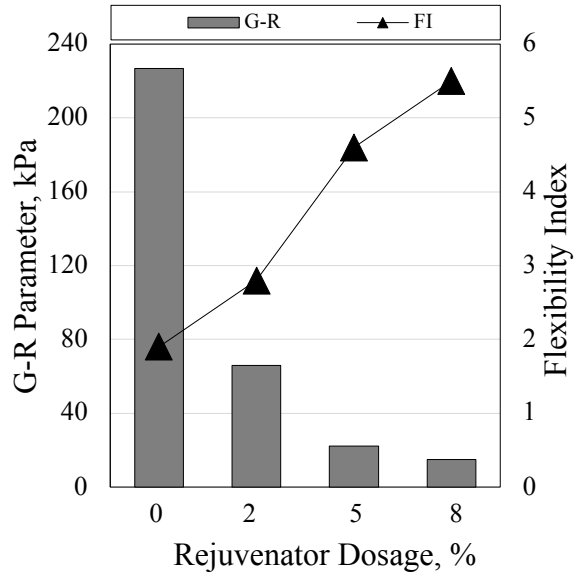 G-R FI
240 6
200 5
160 4
120 3
80 2
40 1
0 0
0 2 5 8
G-R Parameter, kPa
Flexibility Index
Rejuvenator Dosage, %